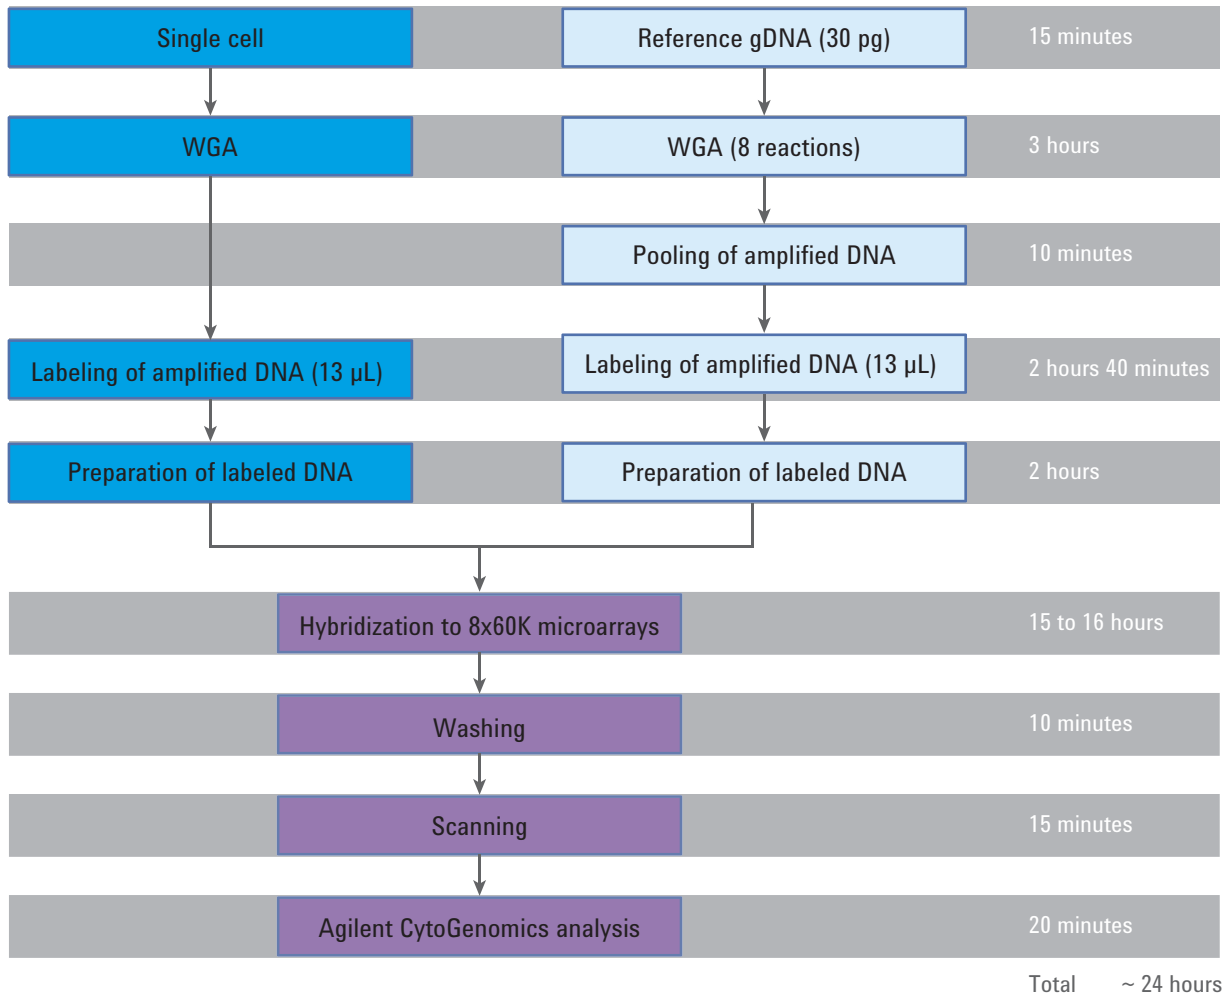 Single cell
Reference gDNA (30 pg)
15 minutes
WGA
WGA (8 reactions)
3 hours
Pooling of amplified DNA
10 minutes
Labeling of amplified DNA (13 µL)
Labeling of amplified DNA (13 µL)
2 hours 40 minutes
Preparation of labeled DNA
Preparation of labeled DNA
2 hours
Hybridization to 8x60K microarrays
15 to 16 hours
Washing
10 minutes
Scanning
15 minutes
Agilent CytoGenomics analysis
20 minutes
Total ~ 24 hours